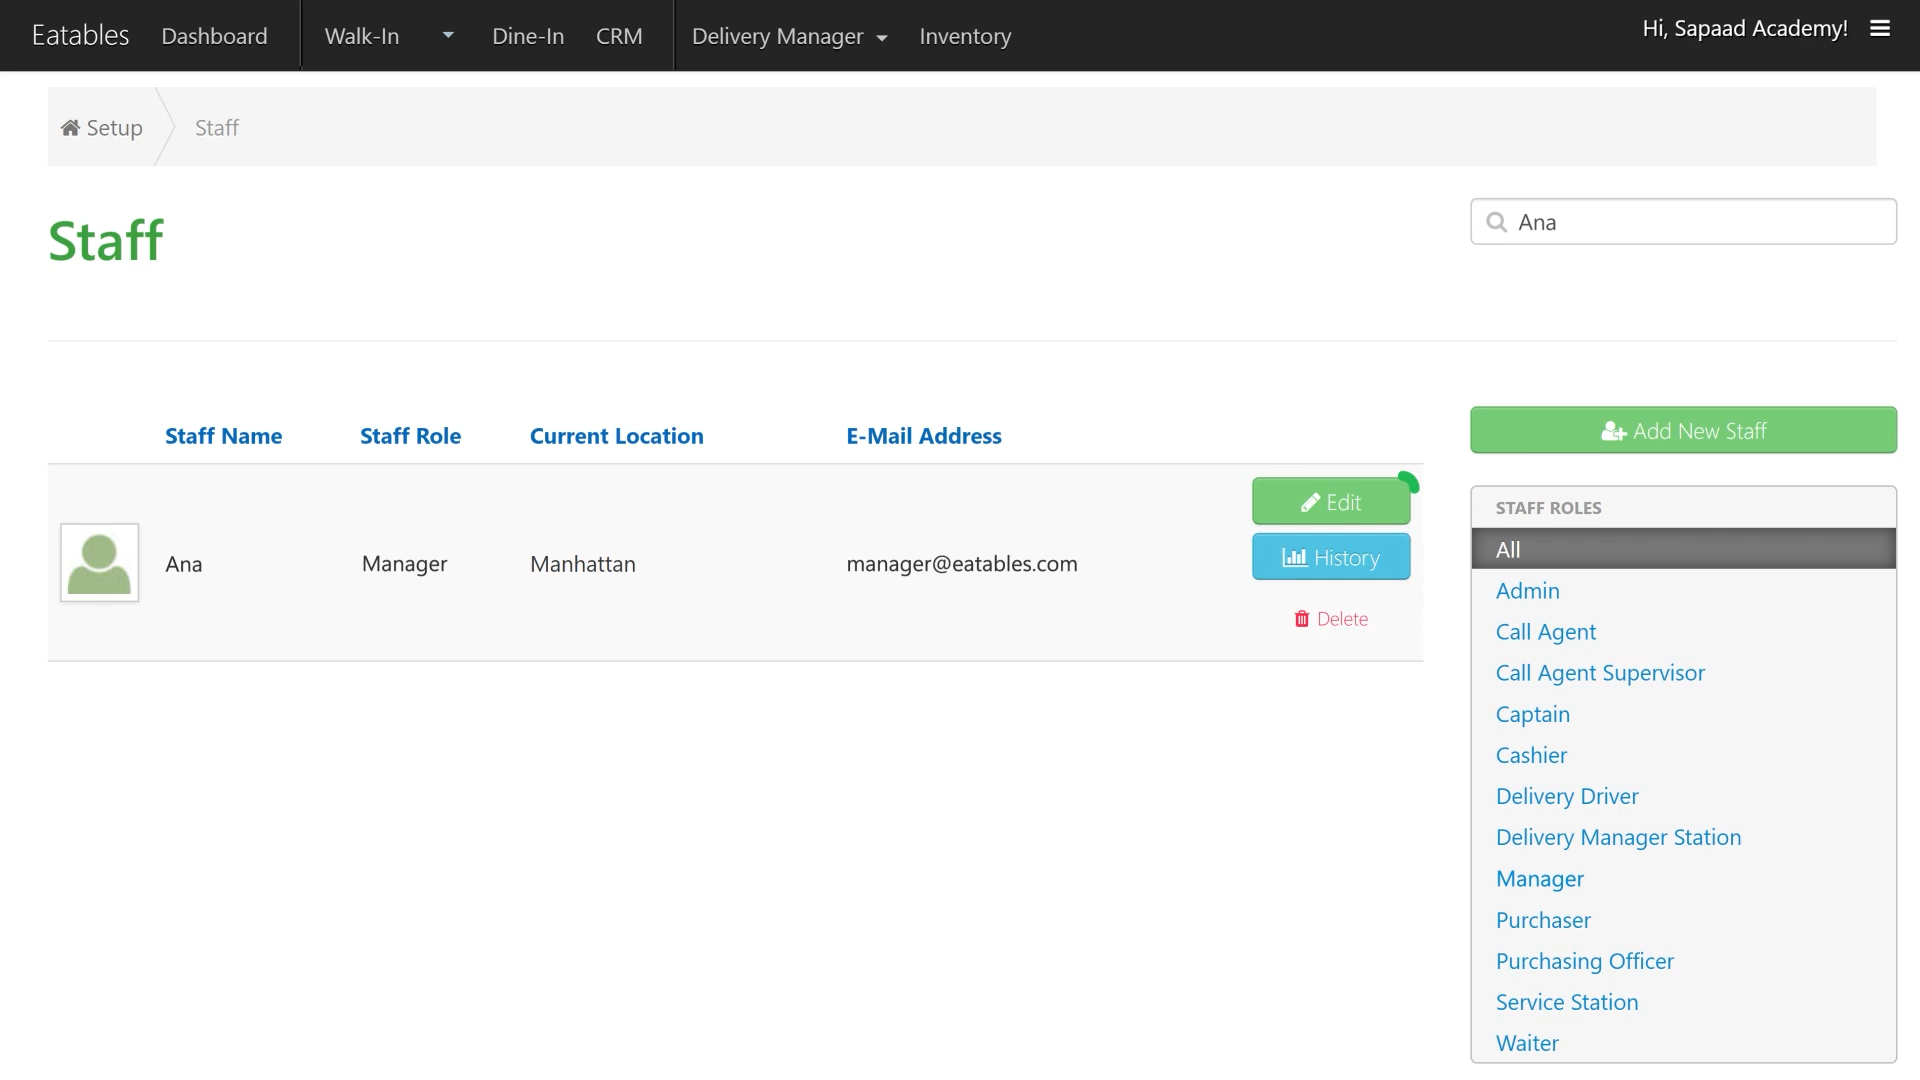 Eatables Dashboard Walk-In Dine-In CRM Delivery Manager Inventory Hi, Sapaad Academy!
Setup Staff
Staff
Ana
Staff Name Staff Role Current Location E-Mail Address
Ana Manager Manhattan manager@eatables.com
Edit
History
Delete
Add New Staff
STAFF ROLES
All
Admin
Call Agent
Call Agent Supervisor
Captain
Cashier
Delivery Driver
Delivery Manager Station
Manager
Purchaser
Purchasing Officer
Service Station
Waiter